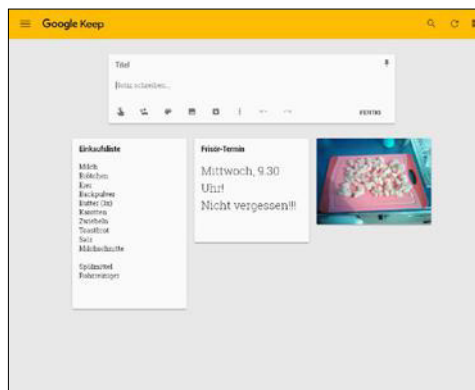 Google Keep
Titel
Notiz schreiben...
FERTIG
Einkaufsliste
Milch
Brötchen
Eier
Backpulver
Butter (2x)
Karotten
Zwiebeln
Toastbrot
Salz
Milchschnitte
Spülmittel
Rohrreiniger
Frisör-Termin
Mittwoch, 9.30
Uhr!
Nicht vergessen!!!